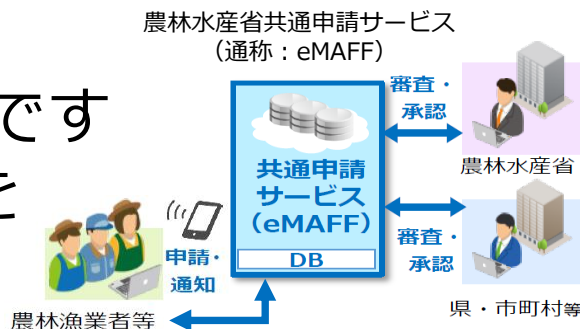 農林水産省共通申請サービス
（通称：eMAFF）
です
と
審査・
承認
農林水産省
共通申請
サービス
（eMAFF）
DB
申請・
通知
審査・
承認
農林漁業者等
県・市町村等